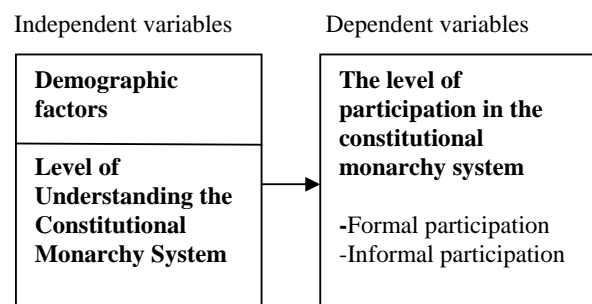 Independent variables
Dependent variables
Demographic
factors
Level of
Understanding the
Constitutional
Monarchy System
The level of
participation in the
constitutional
monarchy system
-Formal participation
-Informal participation